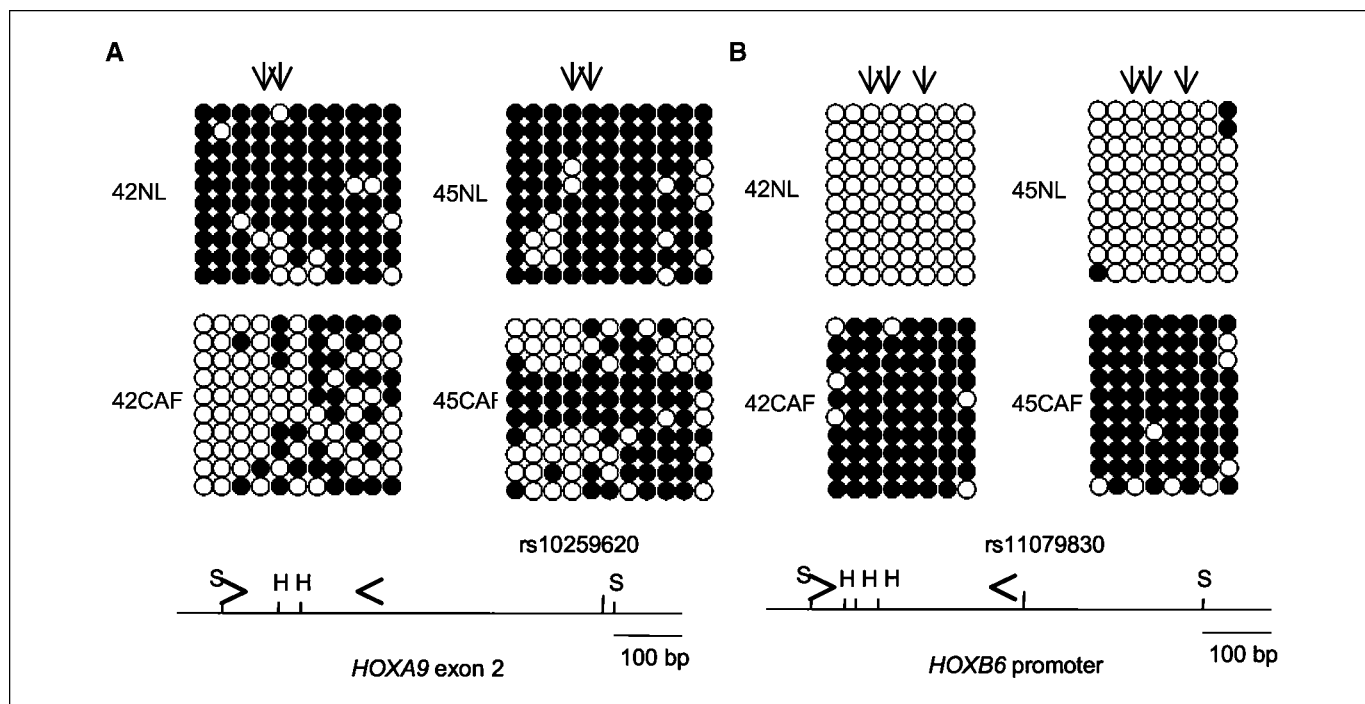 A
B
42NL
45NL
42NL
45NL
42CAF
45CAF
42CAF
45CAF
rs10259620
rs11079830
S H H S
S H H H S
100 bp
100 bp
HOXA9 exon 2
HOXB6 promoter